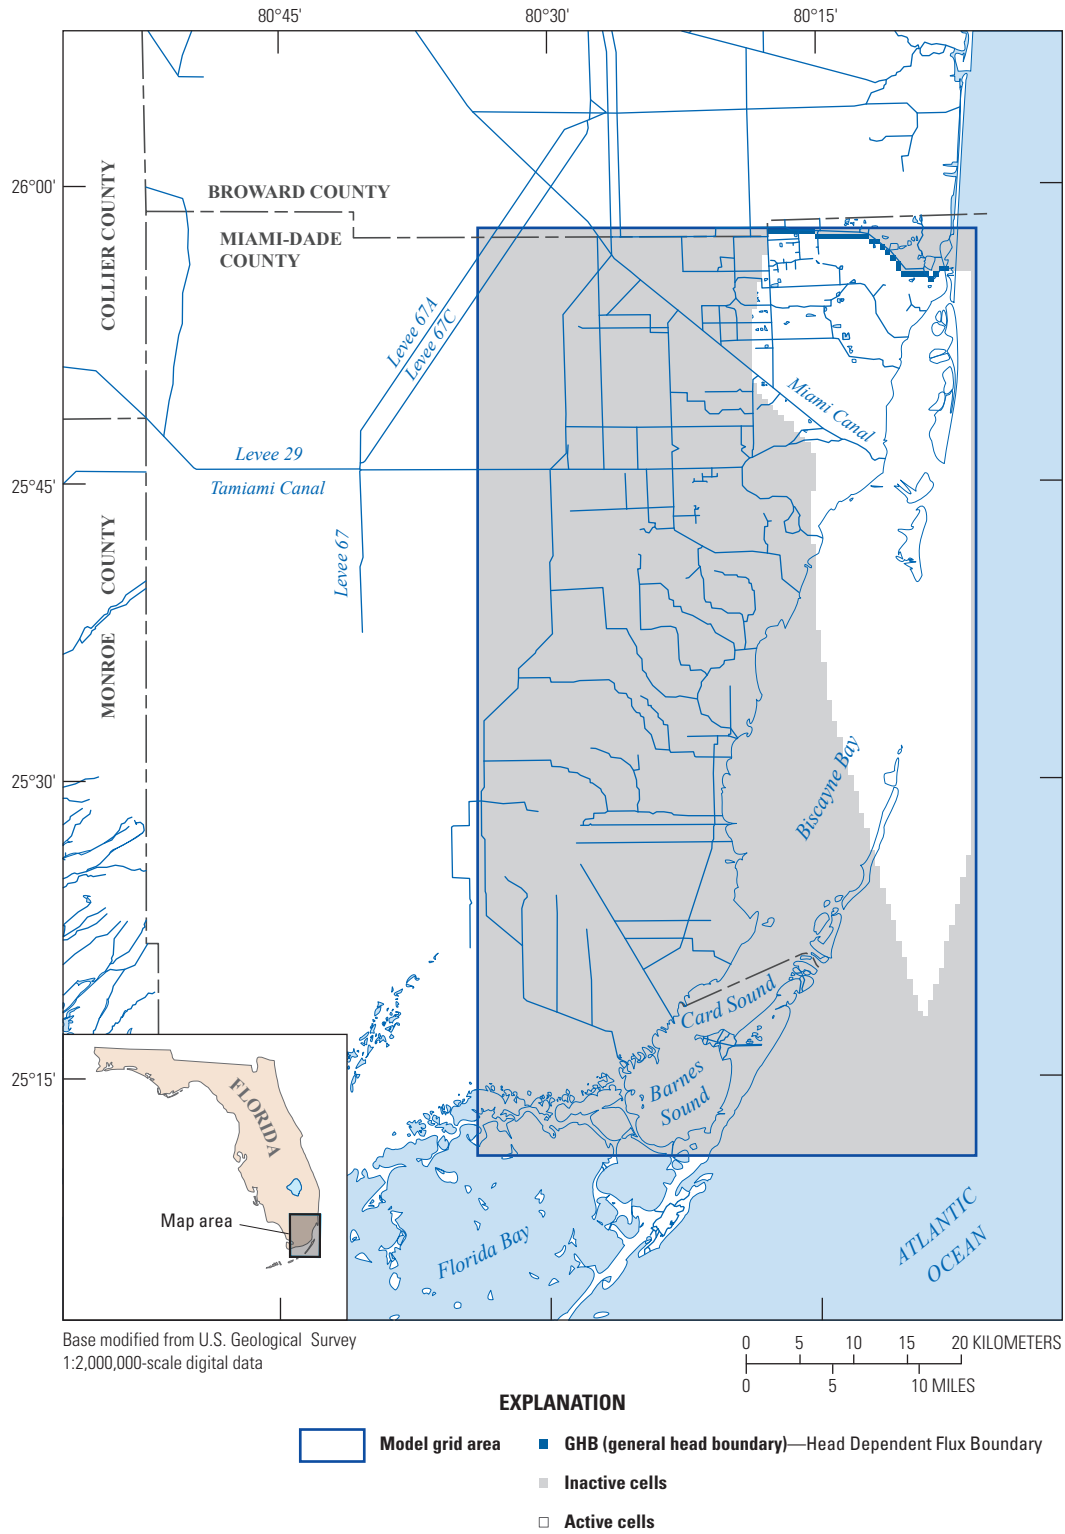 80°45'
80°30'
80°15'
26°00'
25°45'
25°30'
25°15'
COLLIER COUNTY
BROWARD COUNTY
MIAMI-DADE
COUNTY
Levee 67A
Levee 67C
Miami Canal
Levee 29
Tamiami Canal
Levee 67
MONROE COUNTY
Biscayne Bay
Card Sound
Barnes
Sound
FLORIDA
Map area
Florida Bay
ATLANTIC
OCEAN
Base modified from U.S. Geological Survey
1:2,000,000-scale digital data
0 5 10 15 20 KILOMETERS
0 5 10 MILES
EXPLANATION
Model grid area
GHB (general head boundary)—Head Dependent Flux Boundary
Inactive cells
Active cells